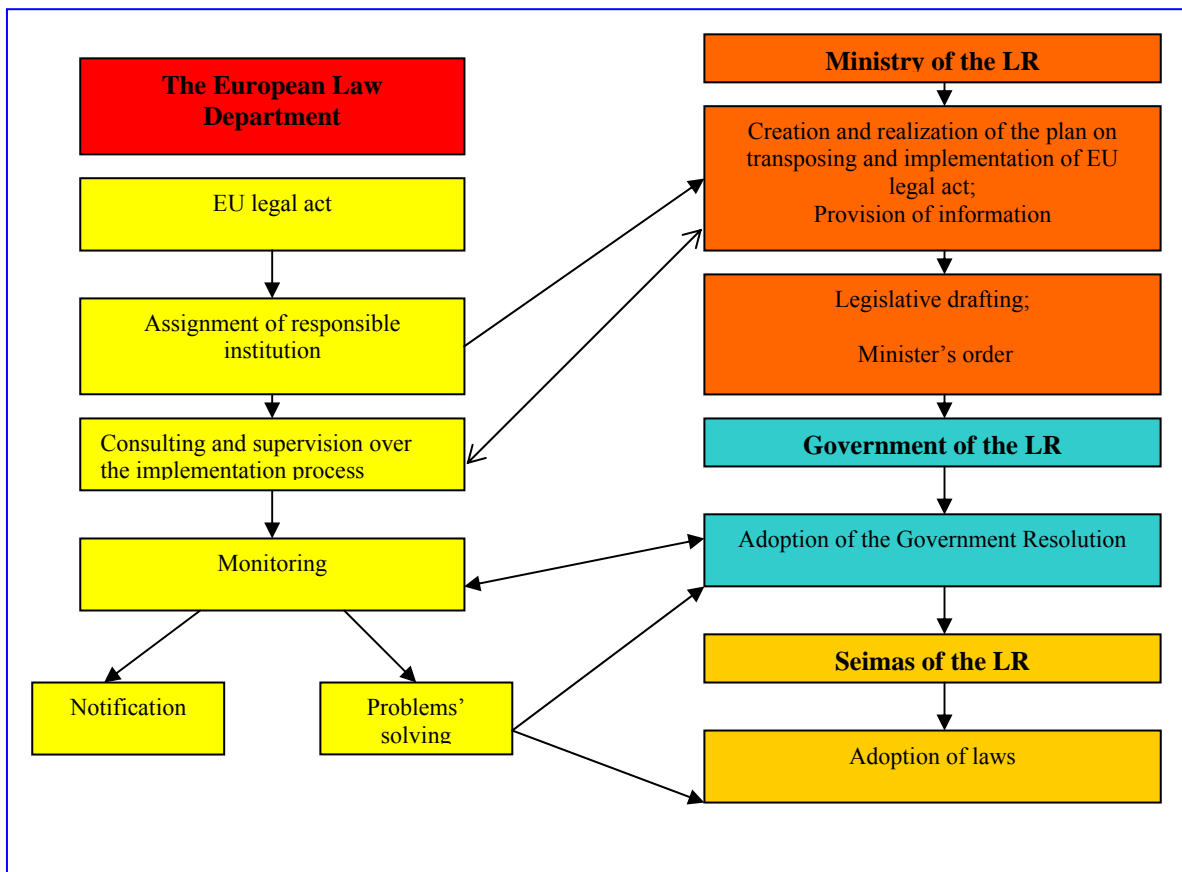 The European Law
Department
EU legal act
Assignment of responsible
institution
Consulting and supervision over
the implementation process
Monitoring
Notification
Problems'
solving
Ministry of the LR
Creation and realization of the plan on
transposing and implementation of EU
legal act;
Provision of information
Legislative drafting;
Minister's order
Government of the LR
Adoption of the Government Resolution
Seimas of the LR
Adoption of laws